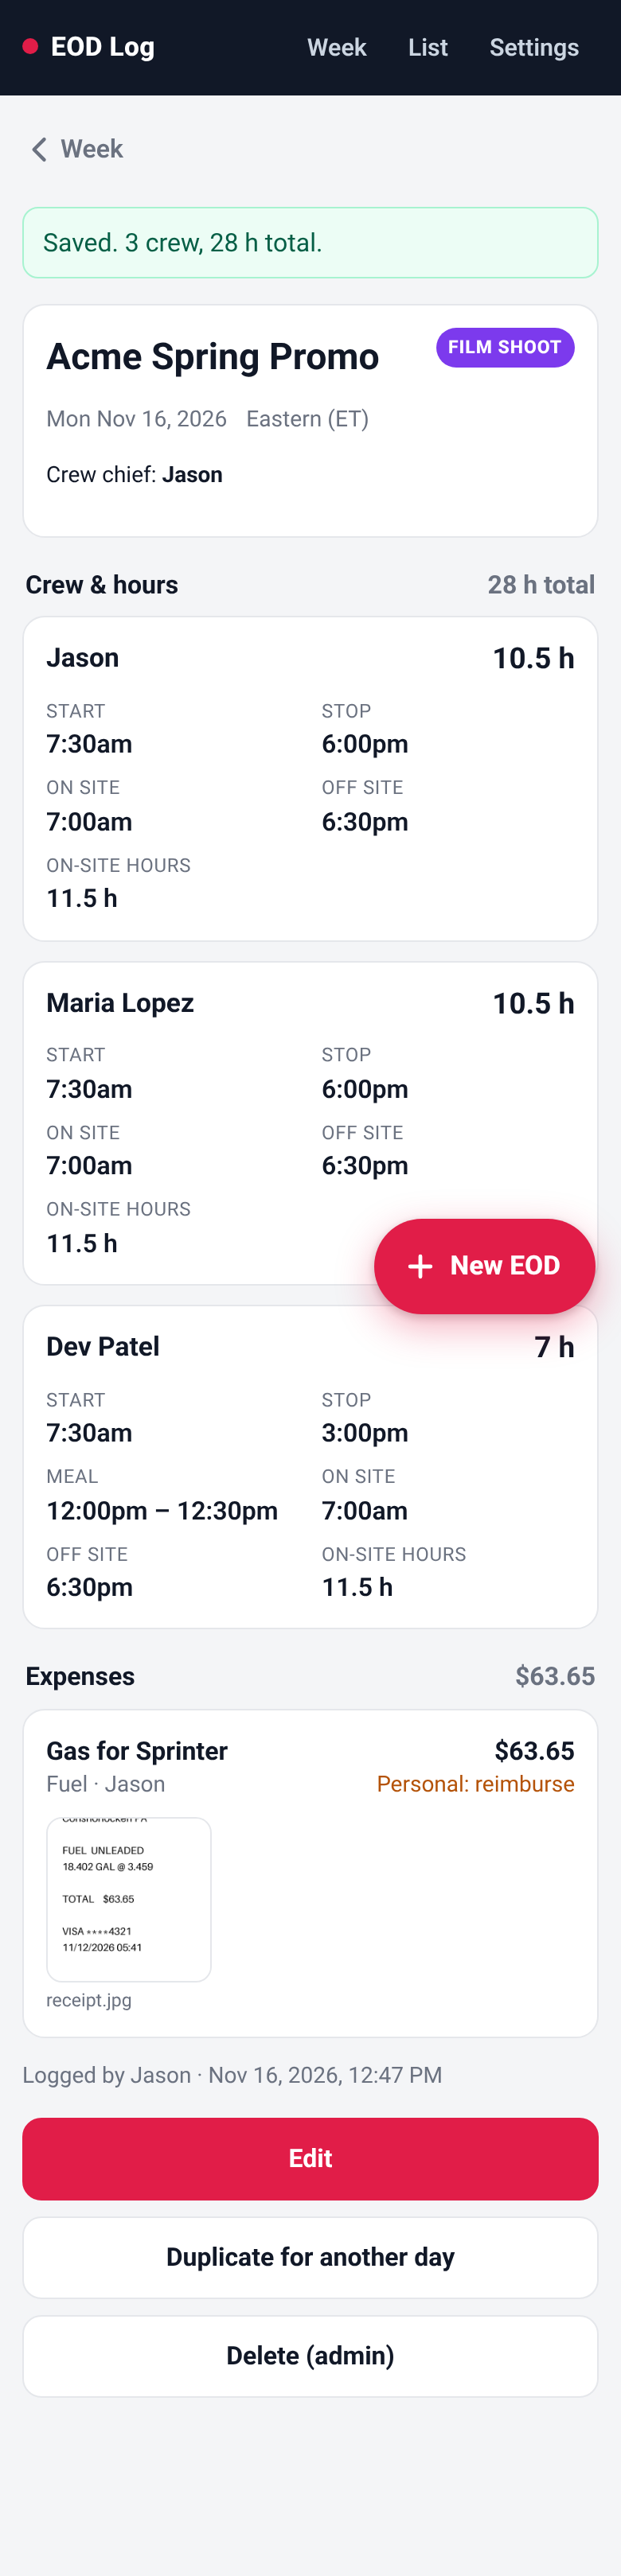 EOD Log Week List Settings
Week
Saved. 3 crew, 28 h total.
Acme Spring Promo FILM SHOOT
Mon Nov 16, 2026 Eastern (ET)
Crew chief: Jason
Crew & hours 28 h total
Jason 10.5 h
START STOP
7:30am 6:00pm
ON SITE OFF SITE
7:00am 6:30pm
ON-SITE HOURS
11.5 h
Maria Lopez 10.5 h
START STOP
7:30am 6:00pm
ON SITE OFF SITE
7:00am 6:30pm
ON-SITE HOURS
11.5 h
+ New EOD
Dev Patel 7 h
START STOP
7:30am 3:00pm
MEAL ON SITE
12:00pm – 12:30pm 7:00am
OFF SITE ON-SITE HOURS
6:30pm 11.5 h
Expenses $63.65
Gas for Sprinter $63.65
Fuel · Jason Personal: reimburse
Conshohocken PA
FUEL UNLEADED
18.402 GAL @ 3.459
TOTAL $63.65
VISA ****4321
11/12/2026 05:41
receipt.jpg
Logged by Jason · Nov 16, 2026, 12:47 PM
Edit
Duplicate for another day
Delete (admin)